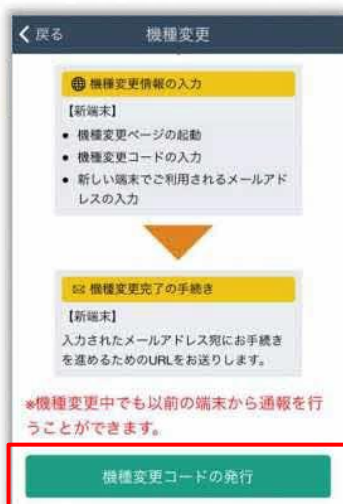 戻る 機種変更
機種変更情報の入力
【新端末】
● 機種変更ページの起動
● 機種変更コードの入力
● 新しい端末でご利用されるメールアド
レスの入力
機種変更完了の手続き
【新端末】
入力されたメールアドレス宛にお手続き
を進めるためのURLをお送りします。
※機種変更中でも以前の端末から通報を行
うことができます。
機種変更コードの発行